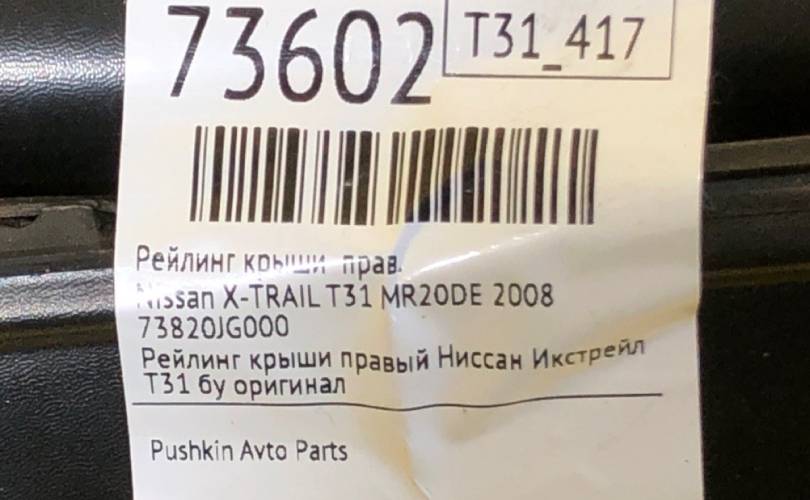 73602
T31_417
Рейлинг крыши прав.
Nissan X-TRAIL T31 MR20DE 2008
73820JG000
Рейлинг крыши правый Ниссан Икстрейл
Т31 бу оригинал
Pushkin Avto Parts